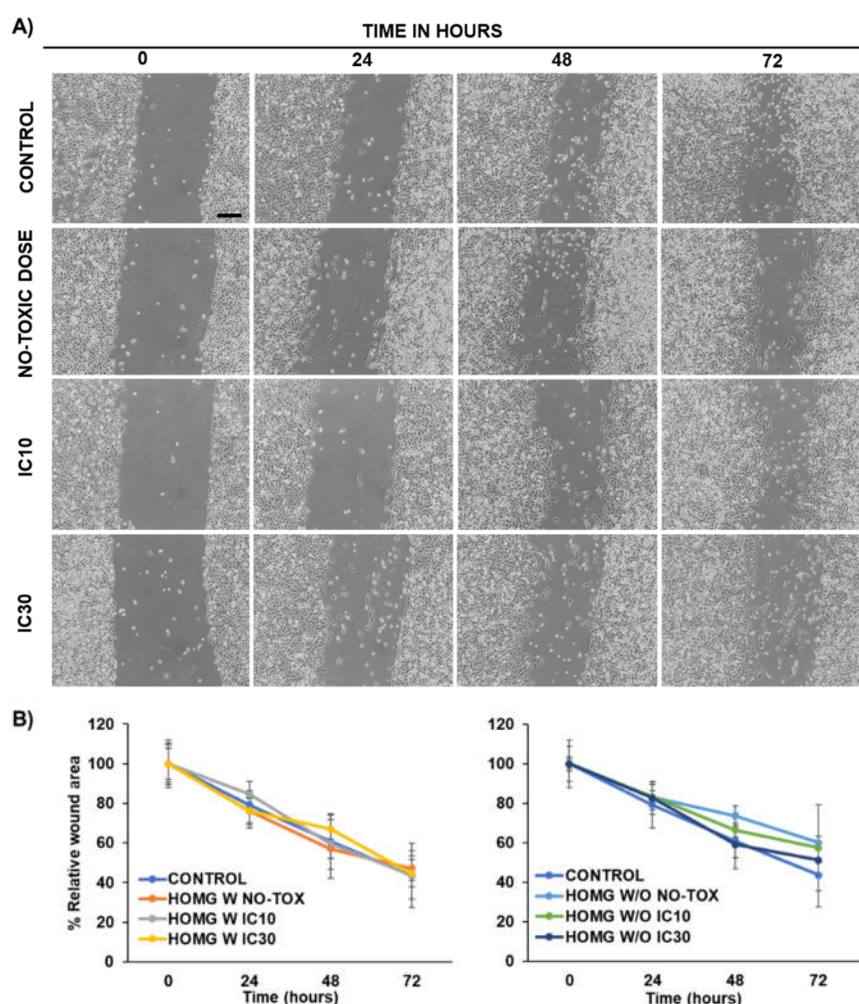 A)
TIME IN HOURS
0 24 48 72
CONTROL
NO-TOXIC DOSE
IC10
IC30
B)
% Relative wound area
120
100
80
60
40
20
0
CONTROL
HOMG W NO-TOX
HOMG W IC10
HOMG W IC30
0 24 48 72
Time (hours)
120
100
80
60
40
20
0
CONTROL
HOMG W/O NO-TOX
HOMG W/O IC10
HOMG W/O IC30
0 24 48 72
Time (hours)